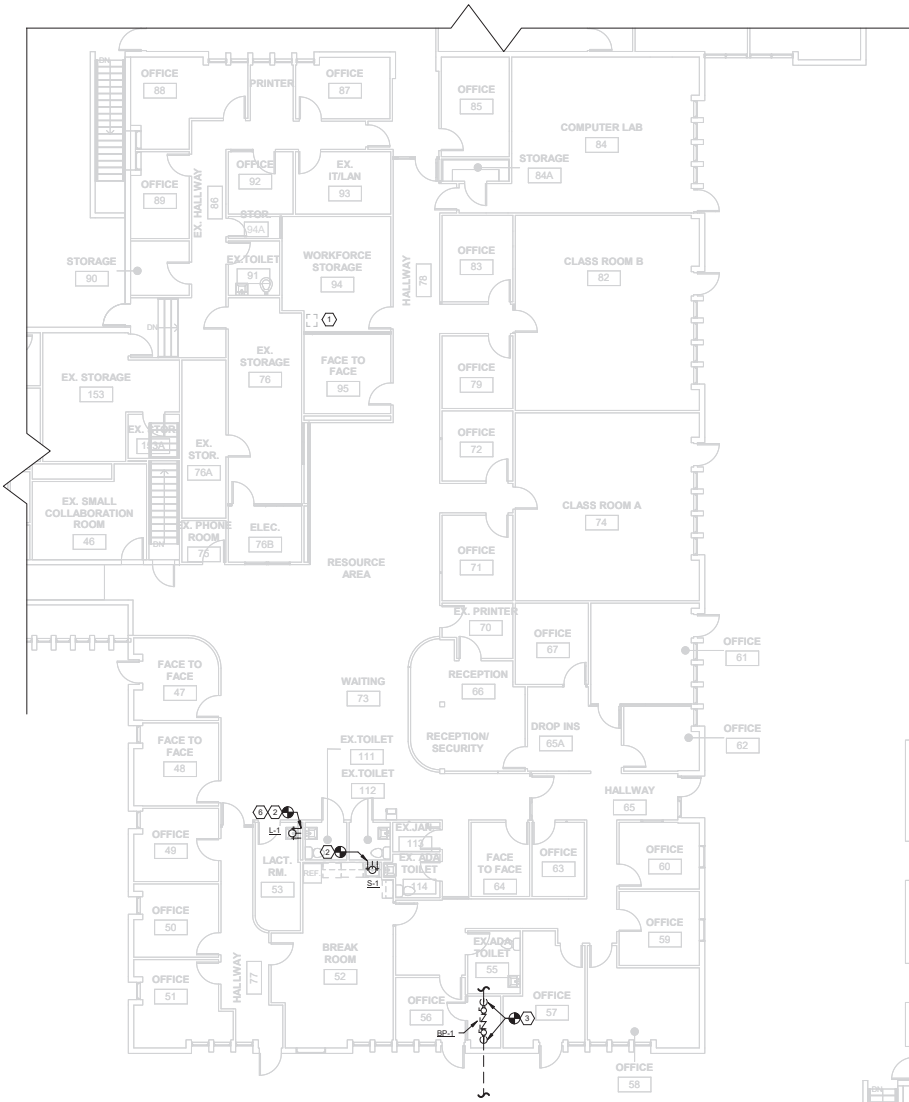 DN
OFFICE
88
PRINTER
OFFICE
87
OFFICE
85
COMPUTER LAB
84
OFFICE
89
EX. HALLWAY
86
OFFICE
92
EX.
IT/LAN
93
STORAGE
84A
STOR.
94A
STORAGE
90
EX.TOILET
91
WORKFORCE
STORAGE
94
HALLWAY
78
OFFICE
83
CLASS ROOM B
82
DN
1
EX. STORAGE
153
EX.
STORAGE
76
FACE TO
FACE
95
OFFICE
79
EX. STOR.
153A
EX.
STOR.
76A
OFFICE
72
EX. SMALL
COLLABORATION
ROOM
46
DN
EX. PHONE
ROOM
75
ELEC.
76B
CLASS ROOM A
74
OFFICE
71
RESOURCE
AREA
EX. PRINTER
70
OFFICE
67
OFFICE
61
FACE TO
FACE
47
WAITING
73
RECEPTION
66
RECEPTION/
SECURITY
DROP INS
65A
OFFICE
62
FACE TO
FACE
48
EX.TOILET
111
EX.TOILET
112
HALLWAY
65
6
2
L-1
2
S-1
REF.
EX.JAN.
113
EX. ADA
TOILET
114
OFFICE
49
LACT.
RM.
53
FACE
TO FACE
64
OFFICE
63
OFFICE
60
OFFICE
50
OFFICE
59
HALLWAY
77
BREAK
ROOM
52
EX.ADA
TOILET
55
OFFICE
51
OFFICE
56
OFFICE
57
BP-1
3
OFFICE
58